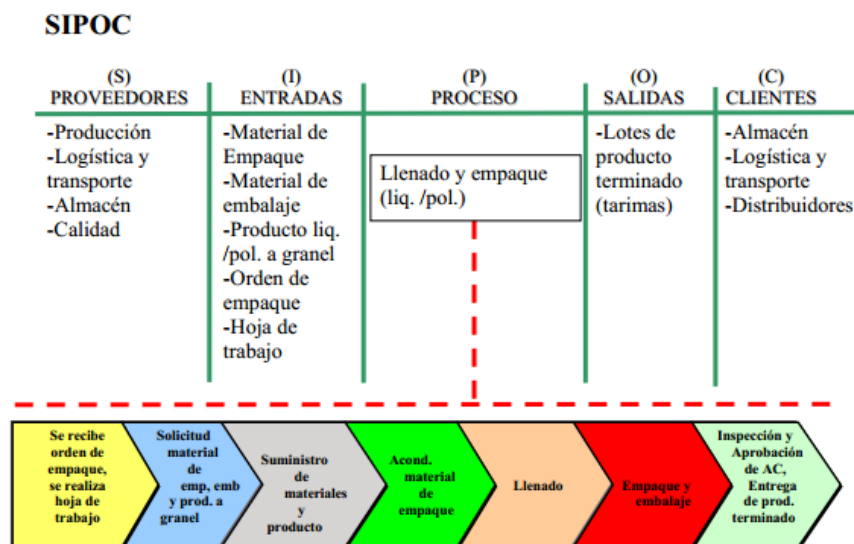 SIPOC
(S)
PROVEEDORES
(I)
ENTRADAS
(P)
PROCESO
(O)
SALIDAS
(C)
CLIENTES
-Producción
-Logística y
transporte
-Almacén
-Calidad
-Material de
Empaque
-Material de
embalaje
-Producto liq.
/pol. a granel
-Orden de
empaque
-Hoja de
trabajo
Llenado y empaque
(liq. /pol.)
-Lotes de
producto
terminado
(tarimas)
-Almacén
-Logística y
transporte
-Distribuidores
Se recibe
orden de
empaque,
se realiza
hoja de
trabajo
Solicitud
material
de
emp, emb
y prod. a
granel
Suministro
de
materiales
y
producto
Acond.
material
de
empaque
Llenado
Empaque y
embalaje
Inspección y
Aprobación
de AC,
Entrega
de prod.
terminado